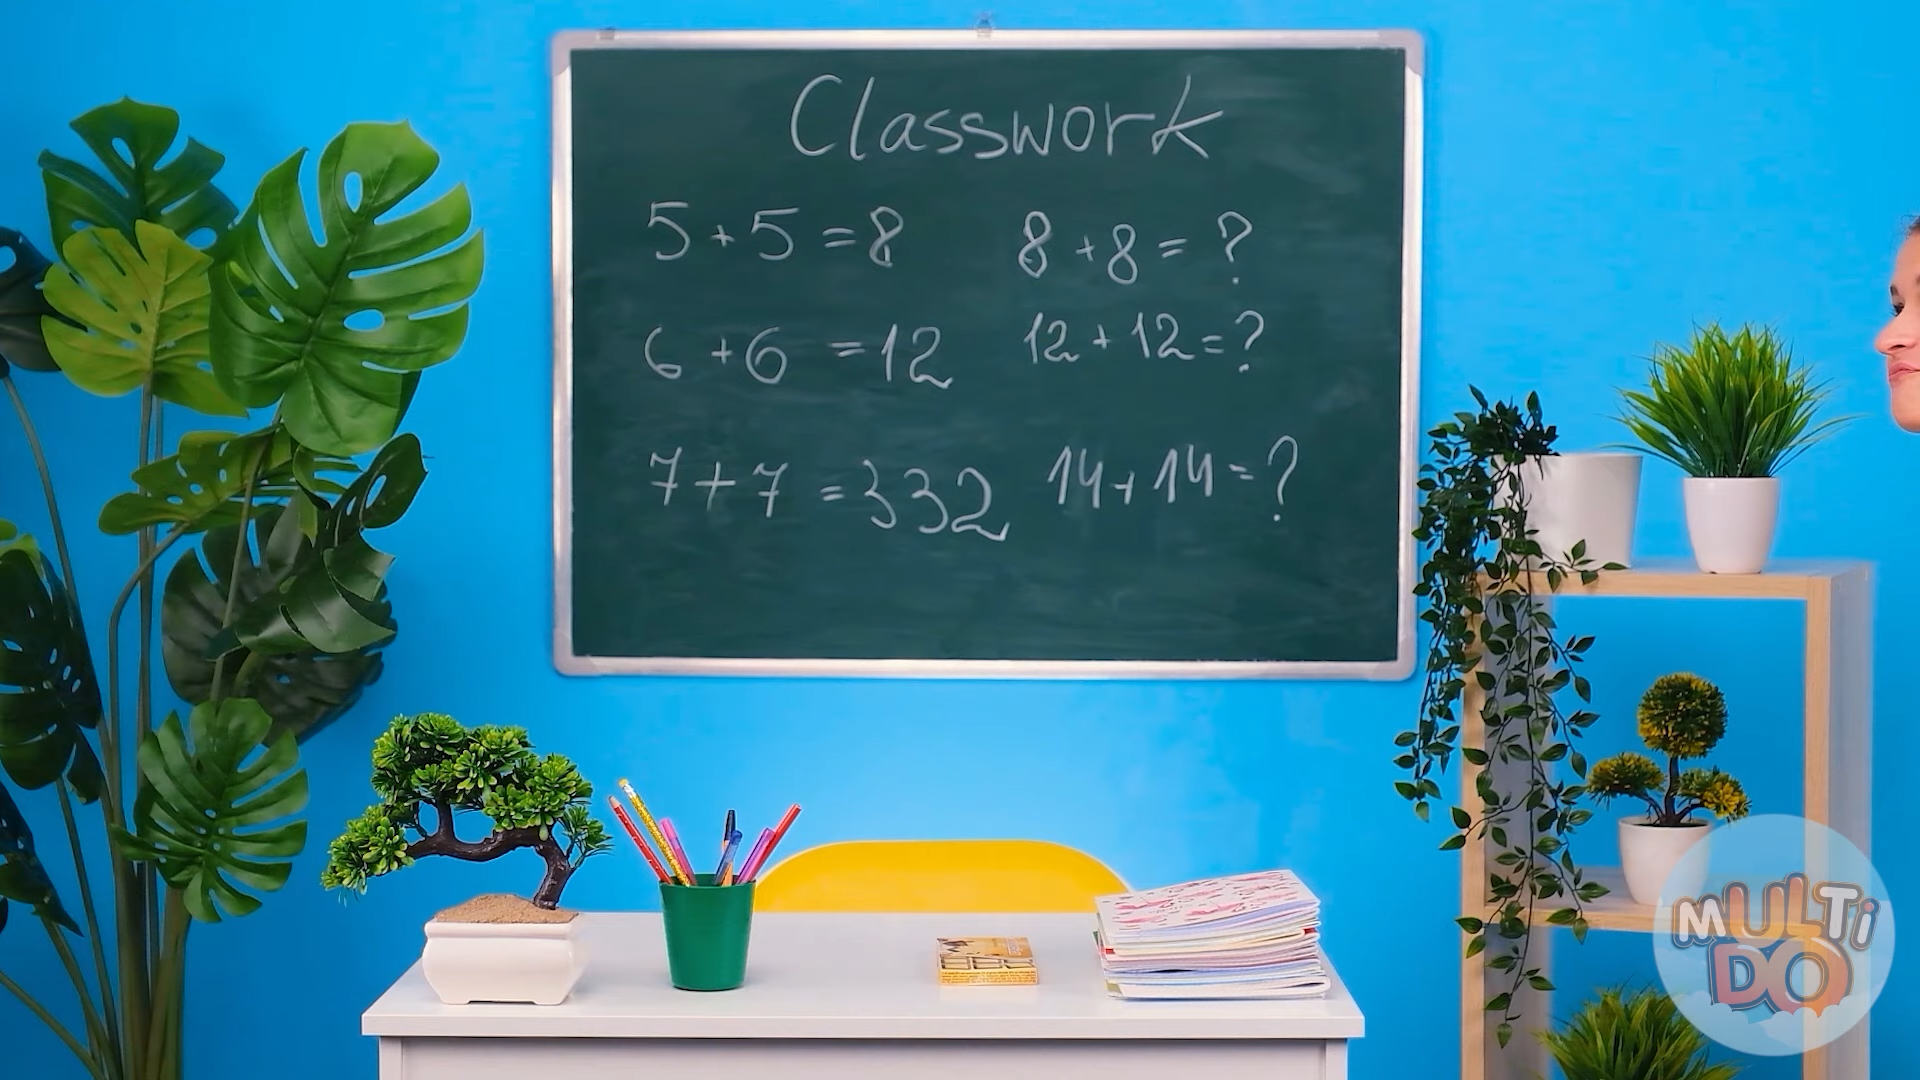 Classwork
5+5=8 8+8=?
6+6=12 12+12=?
7+7=332 14+14=?
MULTi
DO